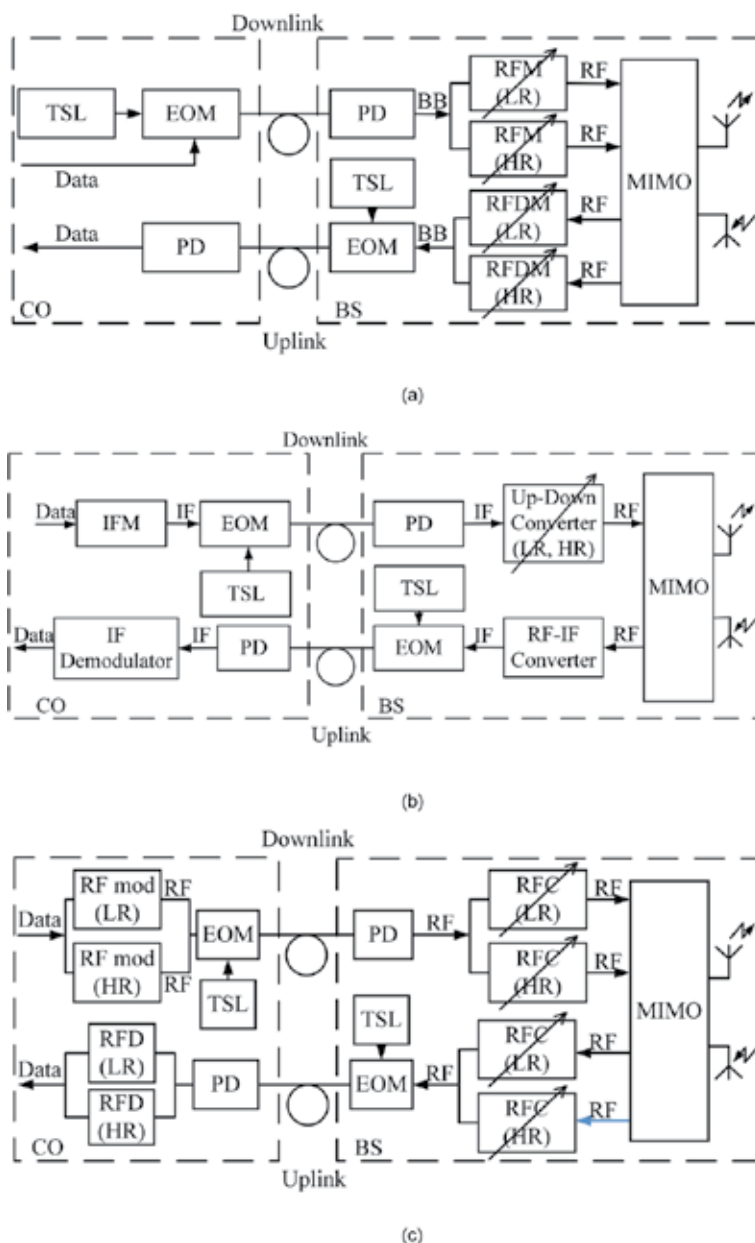 Downlink
TSL
EOM
Data
Data
PD
CO
PD
BB
TSL
EOM
BB
RFM
(LR)
RF
RFM
(HR)
RF
RFDM
(LR)
RF
RFDM
(HR)
RF
MIMO
BS
Uplink
(a)
Downlink
Data
IFM
IF
EOM
TSL
Data
IF
Demodulator
IF
PD
CO
PD
IF
Up-Down
Converter
(LR, HR)
RF
TSL
EOM
IF
RF-IF
Converter
RF
MIMO
BS
Uplink
(b)
Downlink
Data
RF mod
(LR)
RF
RF mod
(HR)
RF
EOM
TSL
Data
RFD
(LR)
RFD
(HR)
PD
CO
PD
RF
RFC
(LR)
RF
RFC
(HR)
RF
TSL
EOM
RF
RFC
(LR)
RF
RFC
(HR)
RF
MIMO
BS
Uplink
(c)